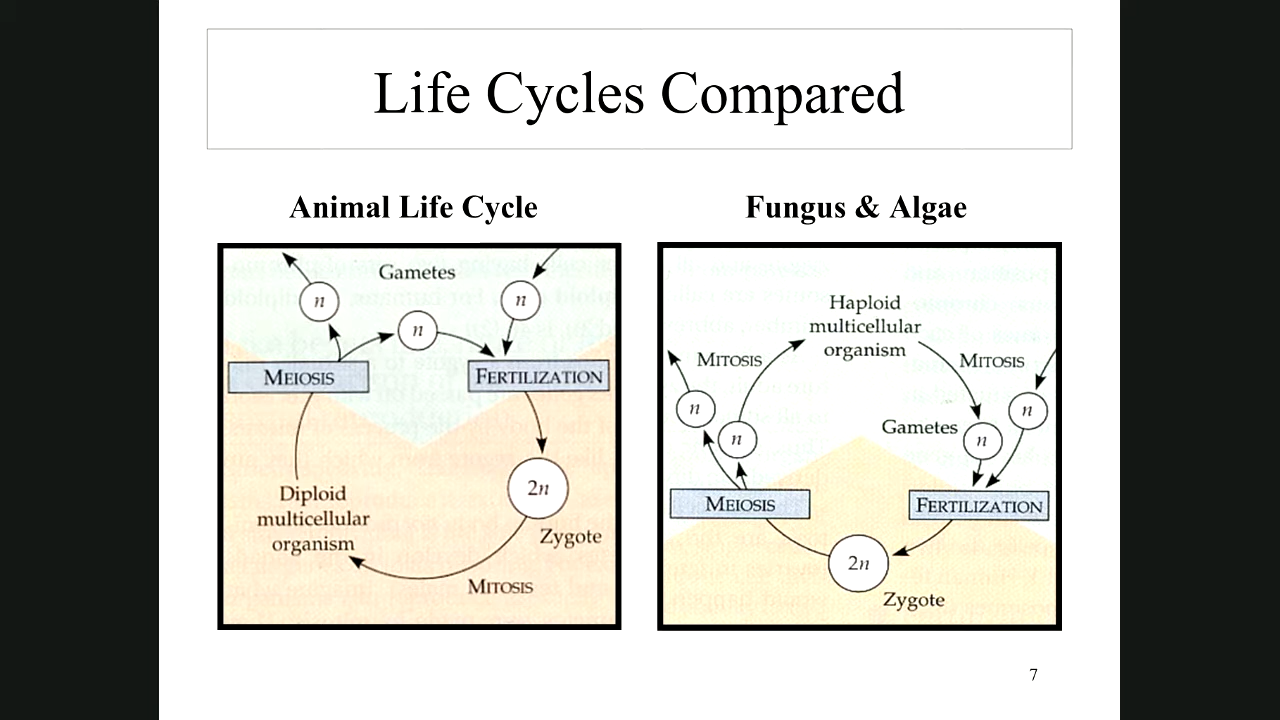 Life Cycles Compared
Animal Life Cycle
Gametes
n
n
n
MEIOSIS
FERTILIZATION
2n
Diploid
multicellular
organism
Zygote
MITOSIS
Fungus & Algae
Haploid
multicellular
organism
MITOSIS
MITOSIS
n
n
n
Gametes
n
MEIOSIS
FERTILIZATION
2n
Zygote
7